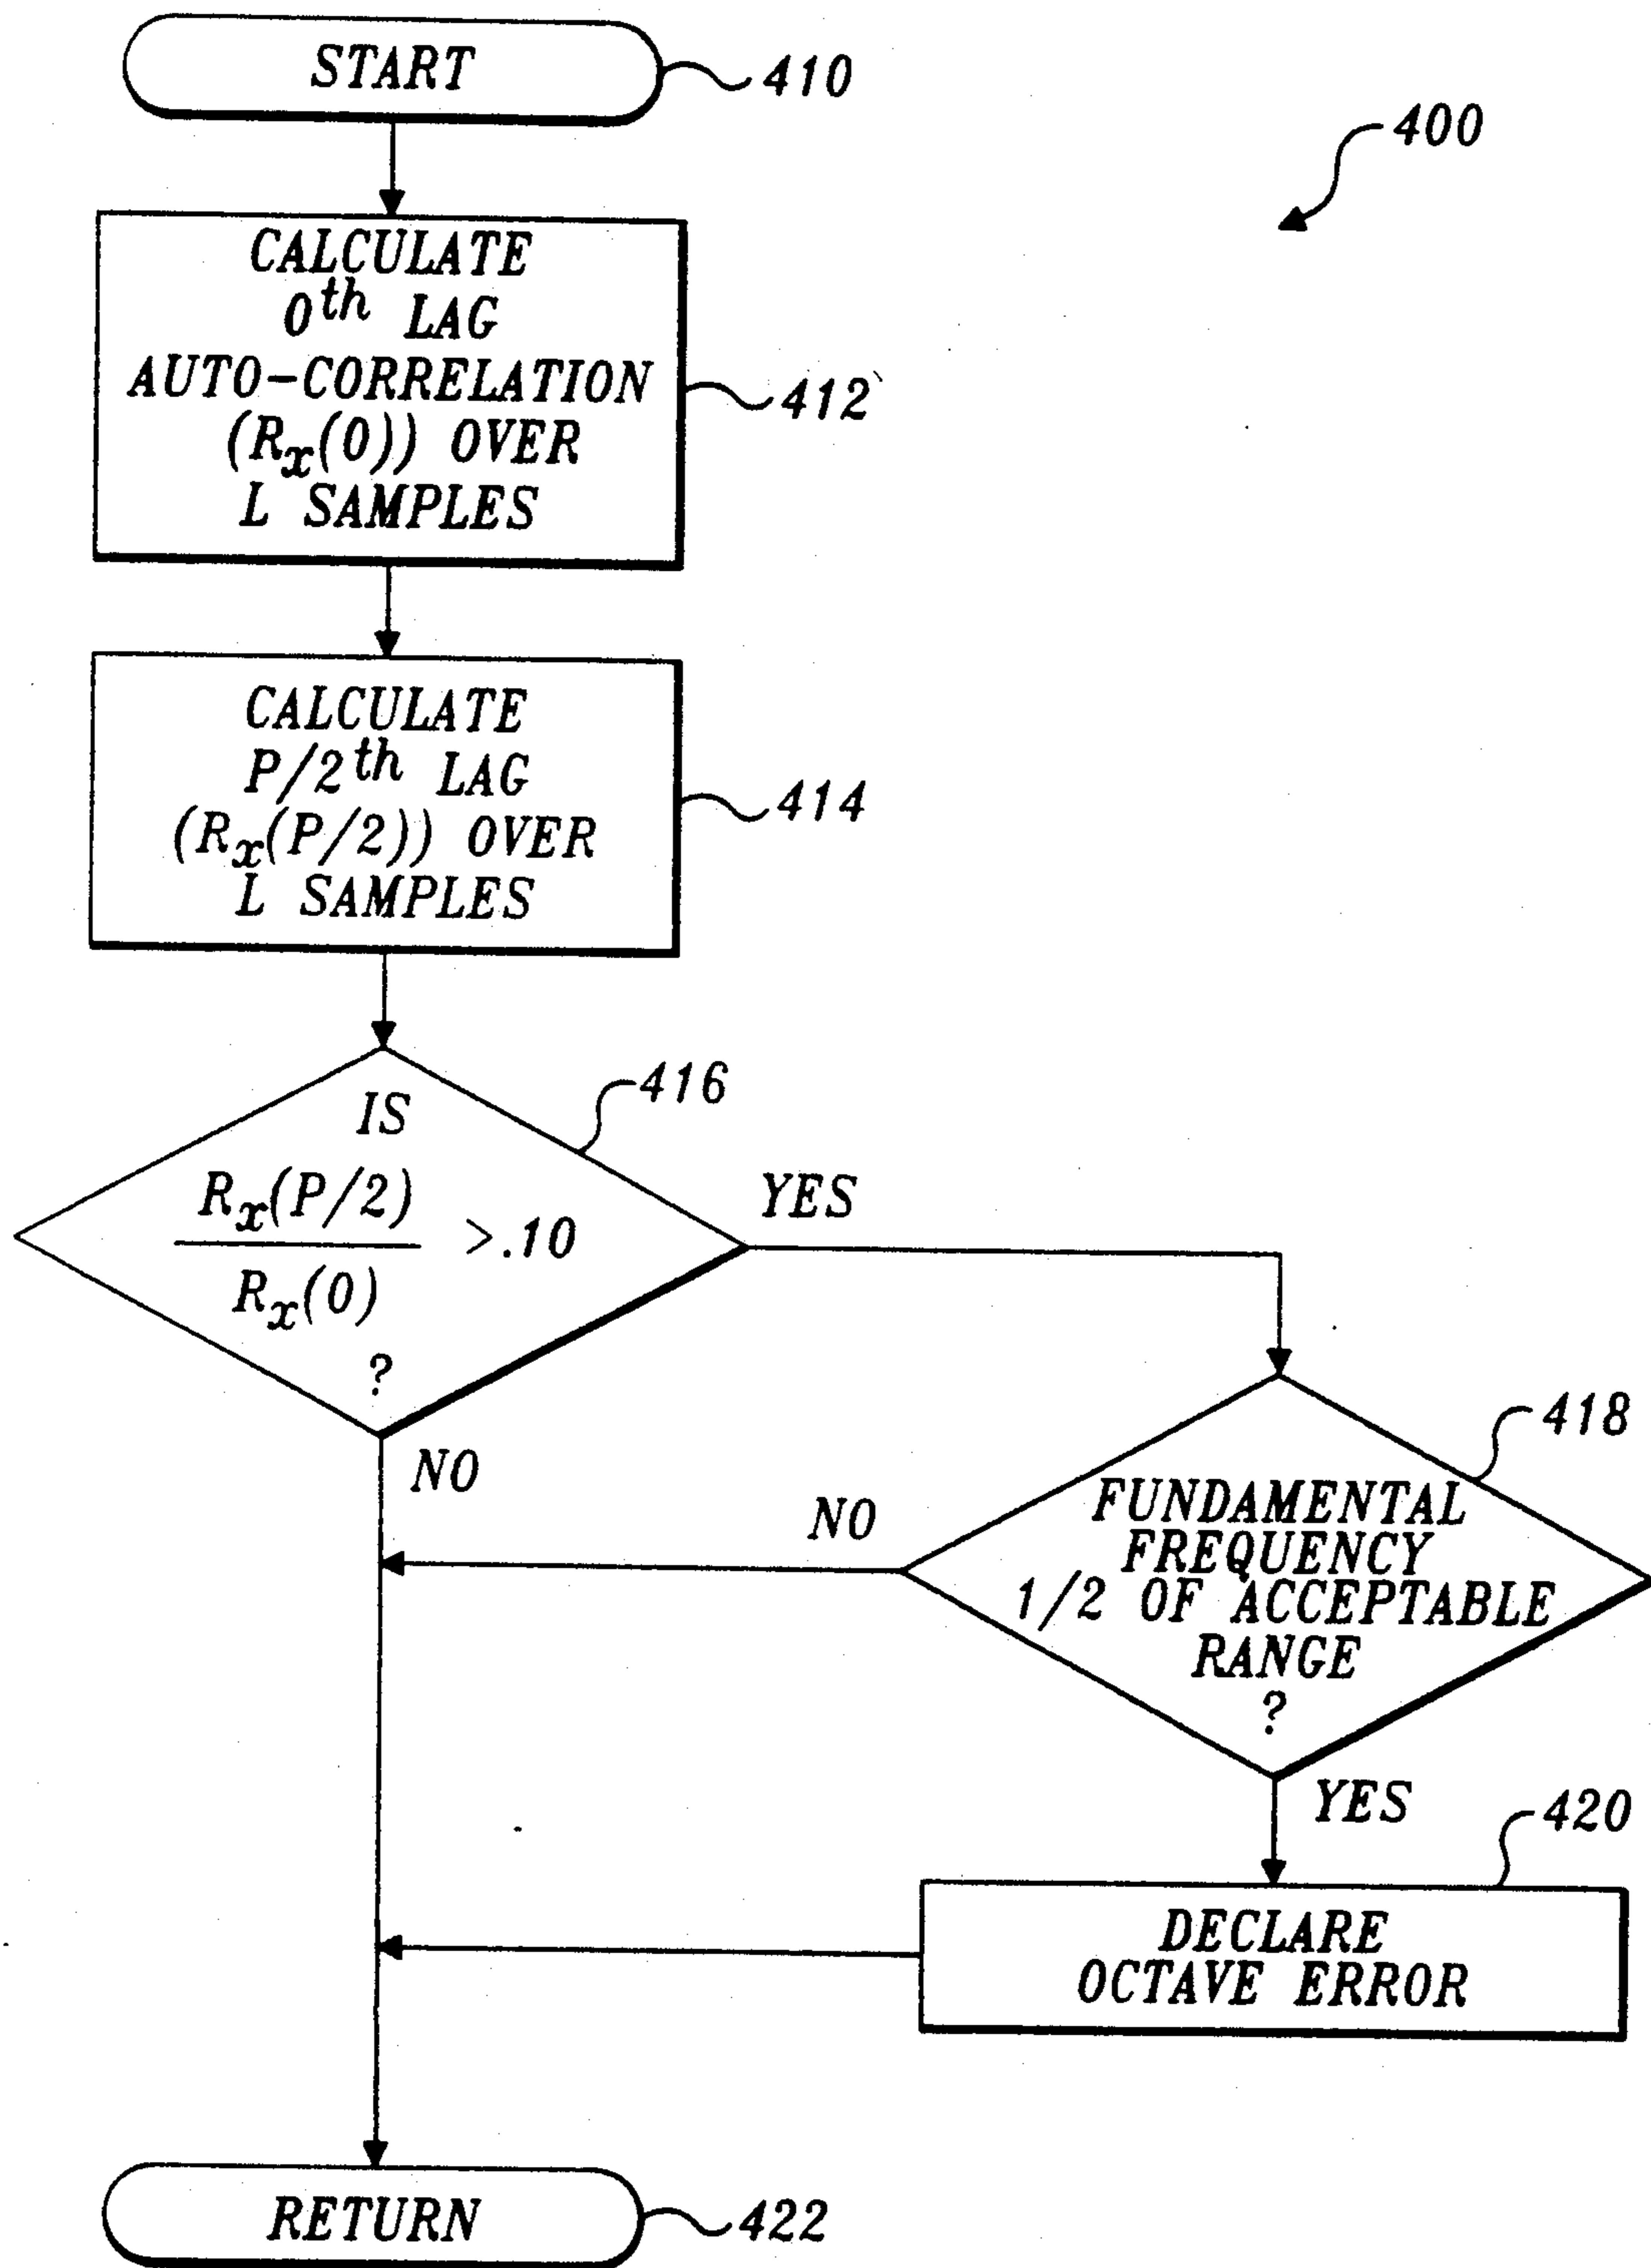 START
410
400
CALCULATE
0th LAG
AUTO-CORRELATION
(Rx(0)) OVER
L SAMPLES
412
CALCULATE
P/2th LAG
(Rx(P/2)) OVER
L SAMPLES
414
416
IS
Rx(P/2)
> .10
Rx(0)
?
YES
NO
418
FUNDAMENTAL
FREQUENCY
1/2 OF ACCEPTABLE
RANGE
?
NO
YES
420
DECLARE
OCTAVE ERROR
RETURN
422